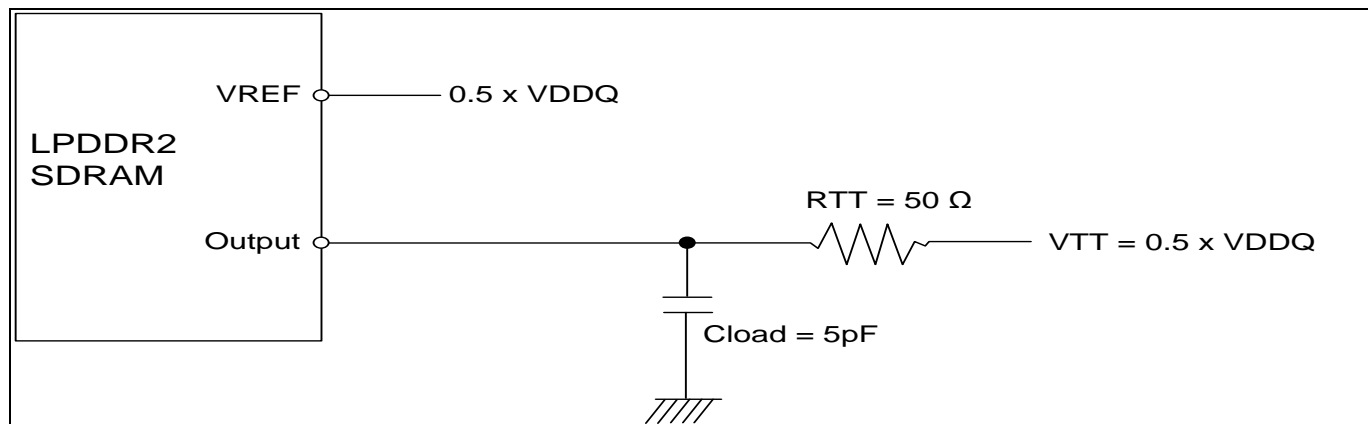 VREF
0.5 x VDDQ
LPDDR2
SDRAM
RTT = 50 Ω
Output
VTT = 0.5 x VDDQ
Cload = 5pF